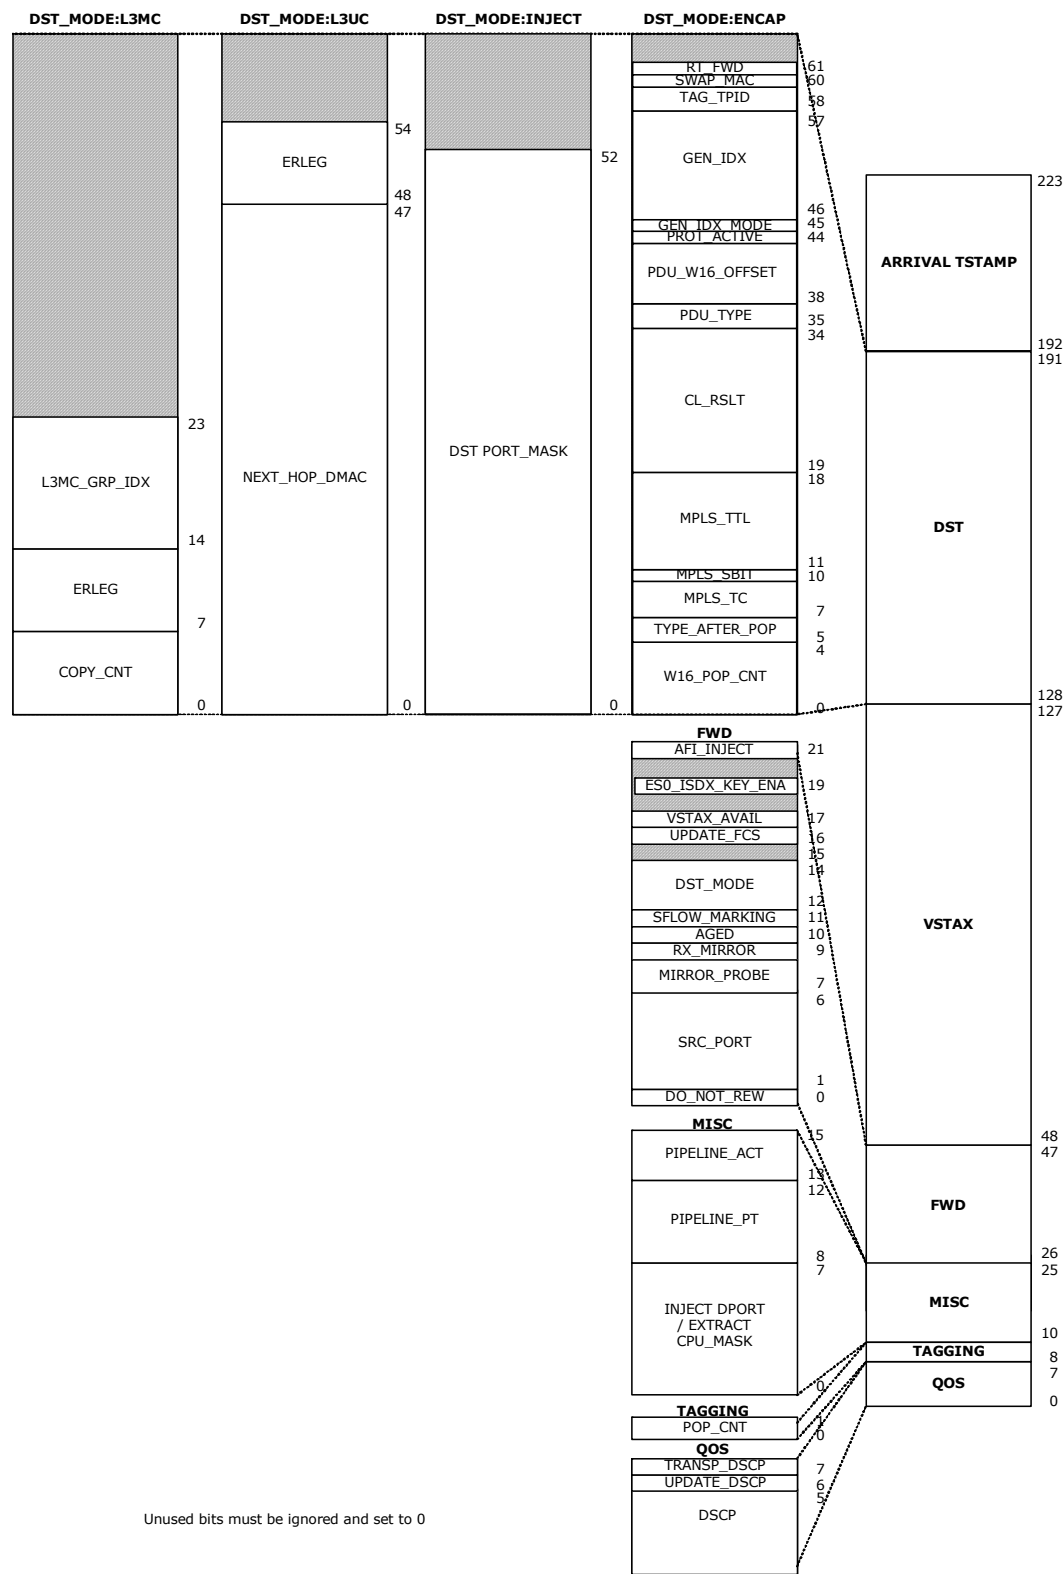 DST_MODE:L3MC
DST_MODE:L3UC
DST_MODE:INJECT
DST_MODE:ENCAP
23
L3MC_GRP_IDX
14
ERLEG
7
COPY_CNT
0
54
ERLEG
48
47
NEXT_HOP_DMAC
0
52
DST PORT_MASK
0
RT_FWD
61
SWAP_MAC
60
TAG_TPID
58
57
GEN_IDX
46
GEN_IDX_MODE
45
PROT_ACTIVE
44
PDU_W16_OFFSET
38
PDU_TYPE
35
34
CL_RSLT
19
18
MPLS_TTL
11
MPLS_SBIT
10
MPLS_TC
7
TYPE_AFTER_POP
5
4
W16_POP_CNT
0
FWD
AFI_INJECT
21
ES0_ISDX_KEY_ENA
19
VSTAX_AVAIL
17
UPDATE_FCS
16
15
14
DST_MODE
12
SFLOW_MARKING
11
AGED
10
RX_MIRROR
9
MIRROR_PROBE
7
6
SRC_PORT
1
DO_NOT_REW
0
MISC
15
PIPELINE_ACT
13
12
PIPELINE_PT
8
7
INJECT DPORT
/ EXTRACT
CPU_MASK
0
TAGGING
POP_CNT
1
0
QOS
TRANSP_DSCP
7
UPDATE_DSCP
6
5
DSCP
223
ARRIVAL TSTAMP
192
191
DST
128
127
VSTAX
48
47
FWD
26
25
MISC
10
TAGGING
8
7
QOS
0
Unused bits must be ignored and set to 0